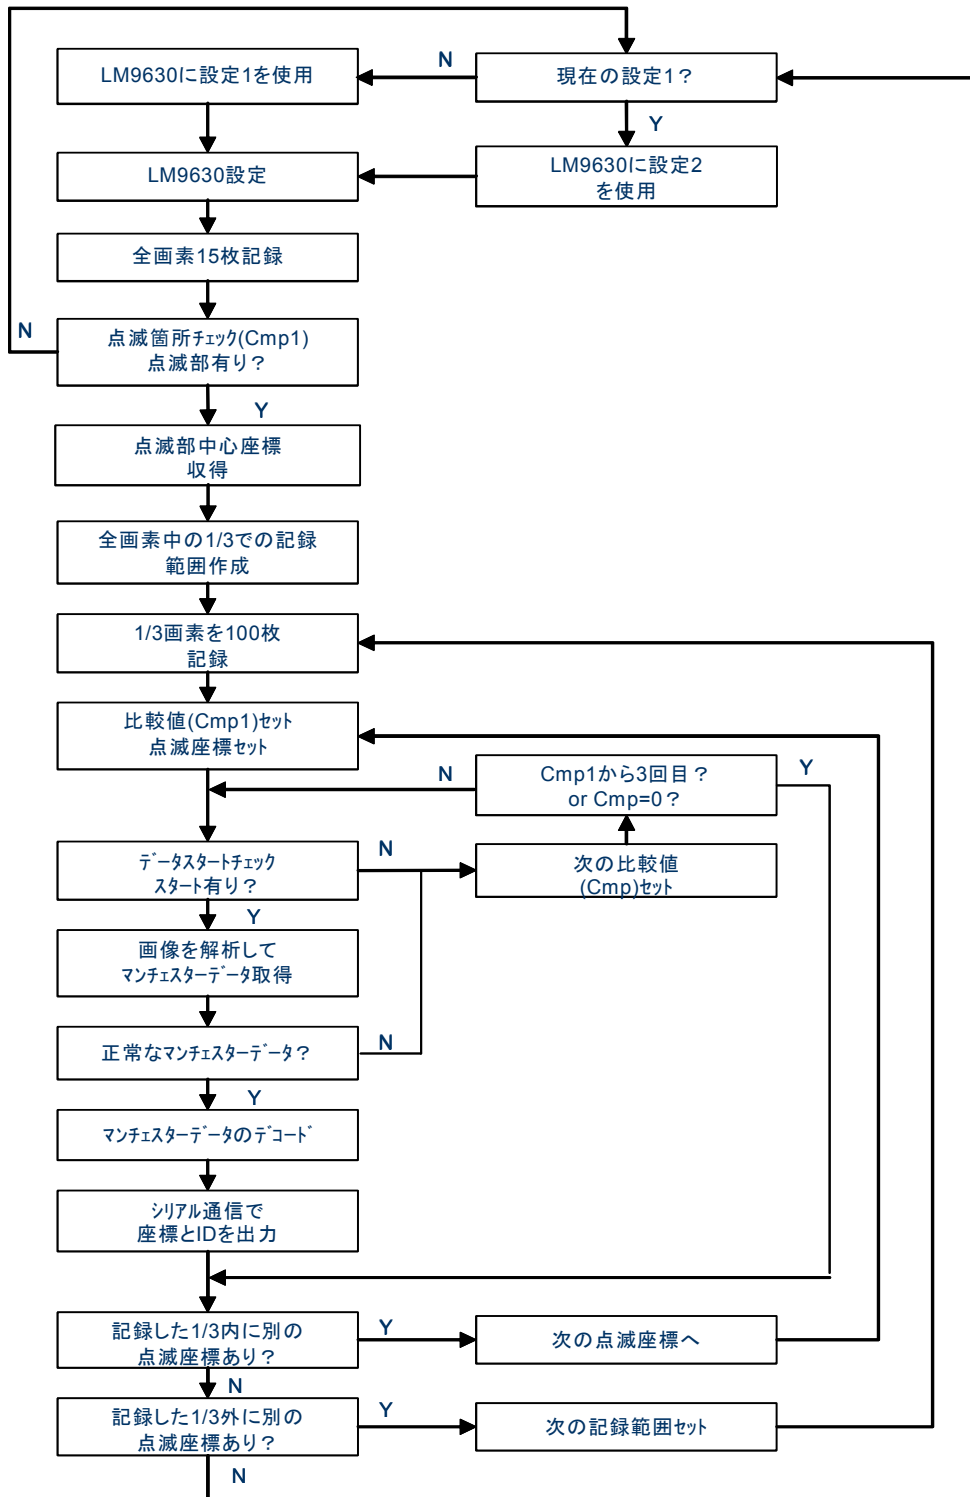 N
LM9630に設定1を使用
現在の設定1?
Y
LM9630設定
LM9630に設定2
を使用
全画素15枚記録
N
点滅箇所ﾁｪｯｸ(Cmp1)
点滅部有り?
Y
点滅部中心座標
収得
全画素中の1/3での記録
範囲作成
1/3画素を100枚
記録
比較値(Cmp1)ｾｯﾄ
点滅座標ｾｯﾄ
N
Cmp1から3回目?
or Cmp=0?
Y
ﾃﾞｰﾀｽﾀｰﾄﾁｪｯｸ
ｽﾀｰﾄ有り?
N
次の比較値
(Cmp)ｾｯﾄ
Y
画像を解析して
ﾏﾝﾁｪｽﾀｰﾃﾞｰﾀ取得
正常なﾏﾝﾁｪｽﾀｰﾃﾞｰﾀ?
N
Y
ﾏﾝﾁｪｽﾀｰﾃﾞｰﾀのﾃﾞｺｰﾄﾞ
ｼﾘｱﾙ通信で
座標とIDを出力
記録した1/3内に別の
点滅座標あり?
Y
次の点滅座標へ
N
記録した1/3外に別の
点滅座標あり?
Y
次の記録範囲ｾｯﾄ
N